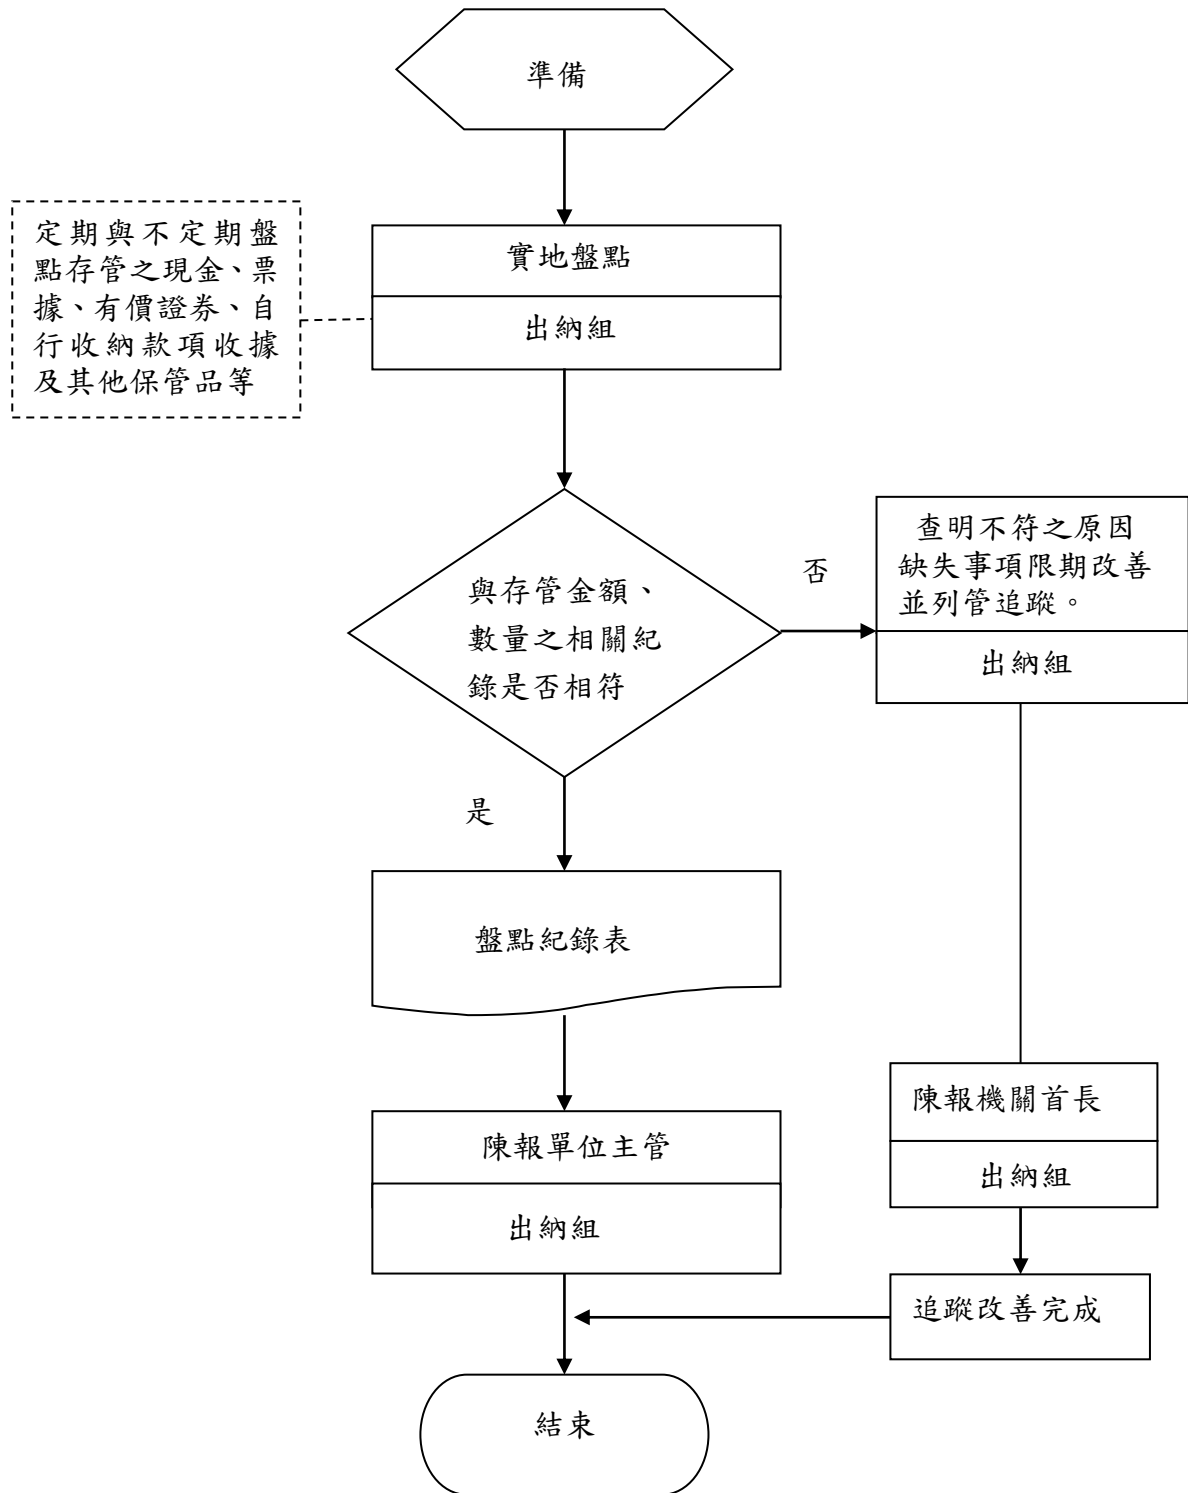 準備
定期與不定期盤
點存管之現金、票
據、有價證券、自
行收納款項收據
及其他保管品等
實地盤點
出納組
與存管金額、
數量之相關紀
錄是否相符
否
查明不符之原因
缺失事項限期改善
並列管追蹤。
出納組
是
盤點紀錄表
陳報單位主管
出納組
陳報機關首長
出納組
追蹤改善完成
結束